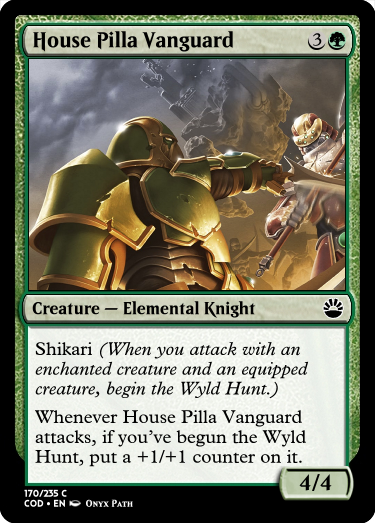 House Pilla Vanguard 3
Creature — Elemental Knight
Shikari (When you attack with an
enchanted creature and an equipped
creature, begin the Wyld Hunt.)
Whenever House Pilla Vanguard
attacks, if you've begun the Wyld
Hunt, put a +1/+1 counter on it.
4/4
170/235 C
COD • EN Onyx Path